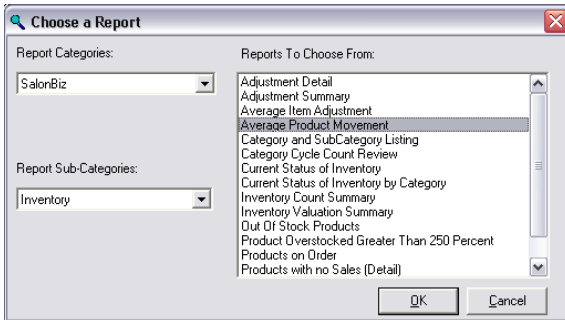 Choose a Report
Report Categories:
SalonBiz
Report Sub-Categories:
Inventory
Reports To Choose From:
Adjustment Detail
Adjustment Summary
Average Item Adjustment
Average Product Movement
Category and SubCategory Listing
Category Cycle Count Review
Current Status of Inventory
Current Status of Inventory by Category
Inventory Count Summary
Inventory Valuation Summary
Out Of Stock Products
Product Overstocked Greater Than 250 Percent
Products on Order
Products with no Sales (Detail)
OK
Cancel